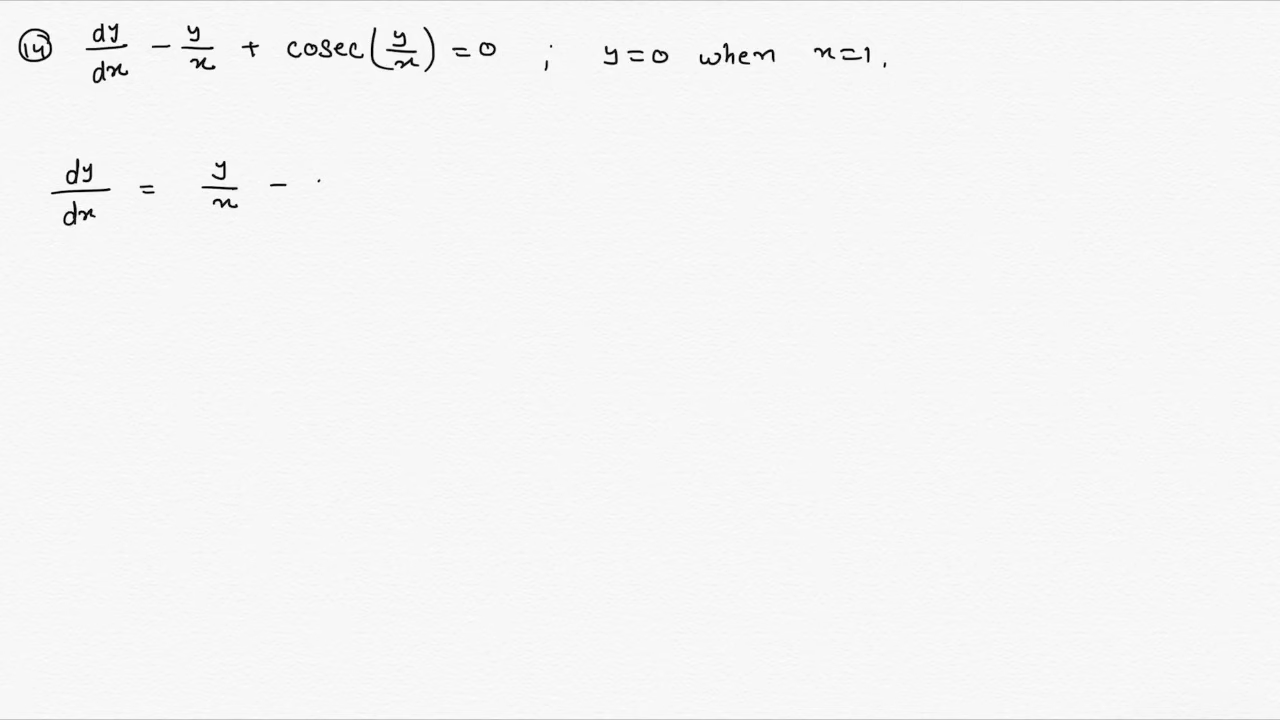 (14) dy/dx - y/x + cosec(y/x) = 0 ; y=0 when x=1.
dy/dx = y/x -